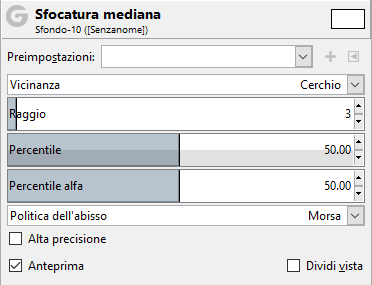 Sfocatura mediana
Sfondo-10 ([Senzanome])
Preimpostazioni:
Vicinanza Cerchio
Raggio 3
Percentile 50.00
Percentile alfa 50.00
Politica dell'abisso Morsa
Alta precisione
Anteprima Dividi vista